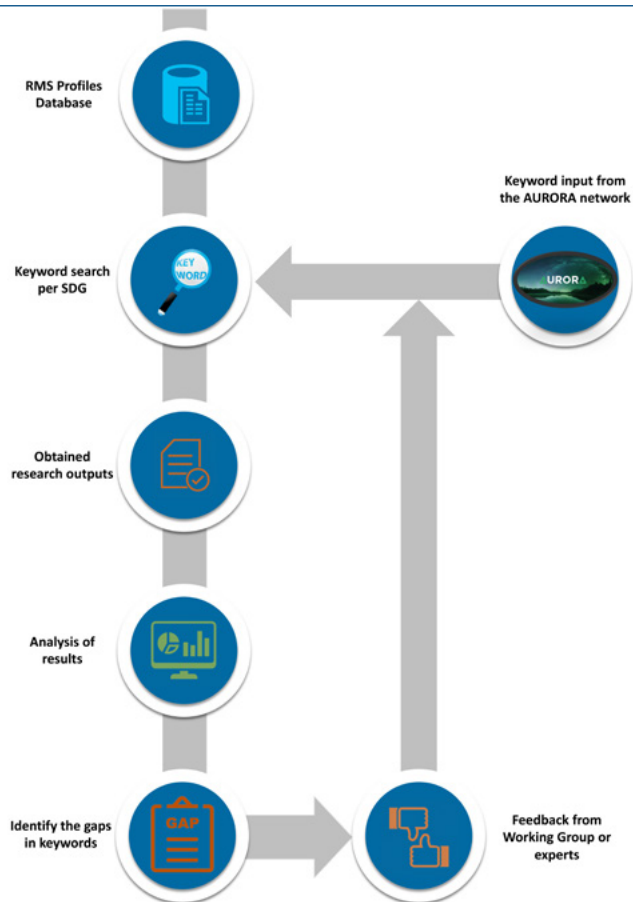 RMS Profiles
Database
Keyword input from
the AURORA network
KEY
WORD
Keyword search
per SDG
URORA
Obtained
research outputs
Analysis of
results
Identify the gaps
in keywords
GAP
Feedback from
Working Group or
experts